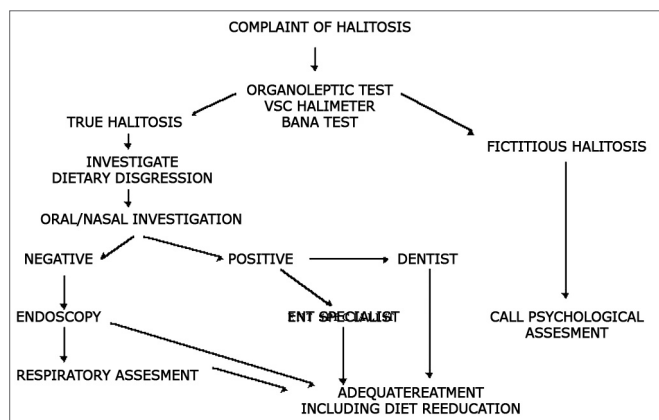 COMPLAINT OF HALITOSIS
ORGANOLEPTIC TEST
VSC HALIMETER
BANA TEST
TRUE HALITOSIS
FICTITIOUS HALITOSIS
INVESTIGATE
DIETARY DISGRESSION
ORAL/NASAL INVESTIGATION
NEGATIVE
POSITIVE
DENTIST
ENDOSCOPY
ENT SPECIALIST
CALL PSYCHOLOGICAL
ASSESMENT
RESPIRATORY ASSESMENT
ADEQUATEREATMENT
INCLUDING DIET REEDUCATION